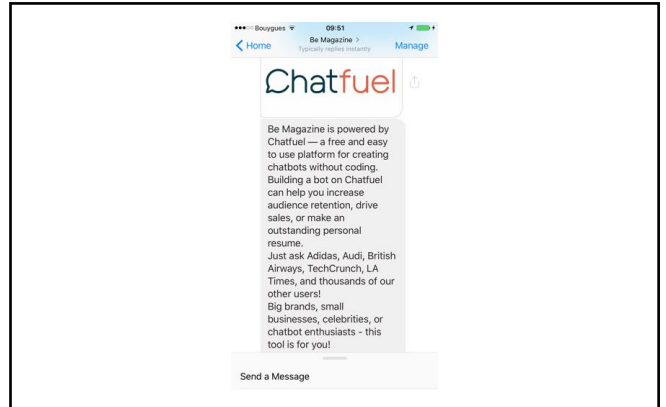 Bouygues 09:51
Be Magazine >
Home Typically replies instantly Manage
Chatfuel
Be Magazine is powered by
Chatfuel — a free and easy
to use platform for creating
chatbots without coding.
Building a bot on Chatfuel
can help you increase
audience retention, drive
sales, or make an
outstanding personal
resume.
Just ask Adidas, Audi, British
Airways, TechCrunch, LA
Times, and thousands of our
other users!
Big brands, small
businesses, celebrities, or
chatbot enthusiasts - this
tool is for you!
Send a Message